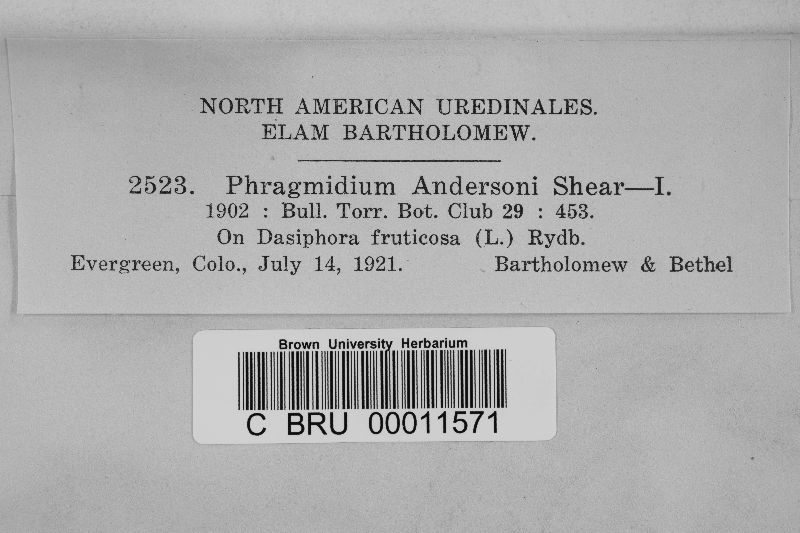 NORTH AMERICAN UREDINALES.
ELAM BARTHOLOMEW.
2523. Phragmidium Andersoni Shear—I.
1902 : Bull. Torr. Bot. Club 29 : 453.
On Dasiphora fruticosa (L.) Rydb.
Evergreen, Colo., July 14, 1921. Bartholomew & Bethel
Brown University Herbarium
C BRU 00011571